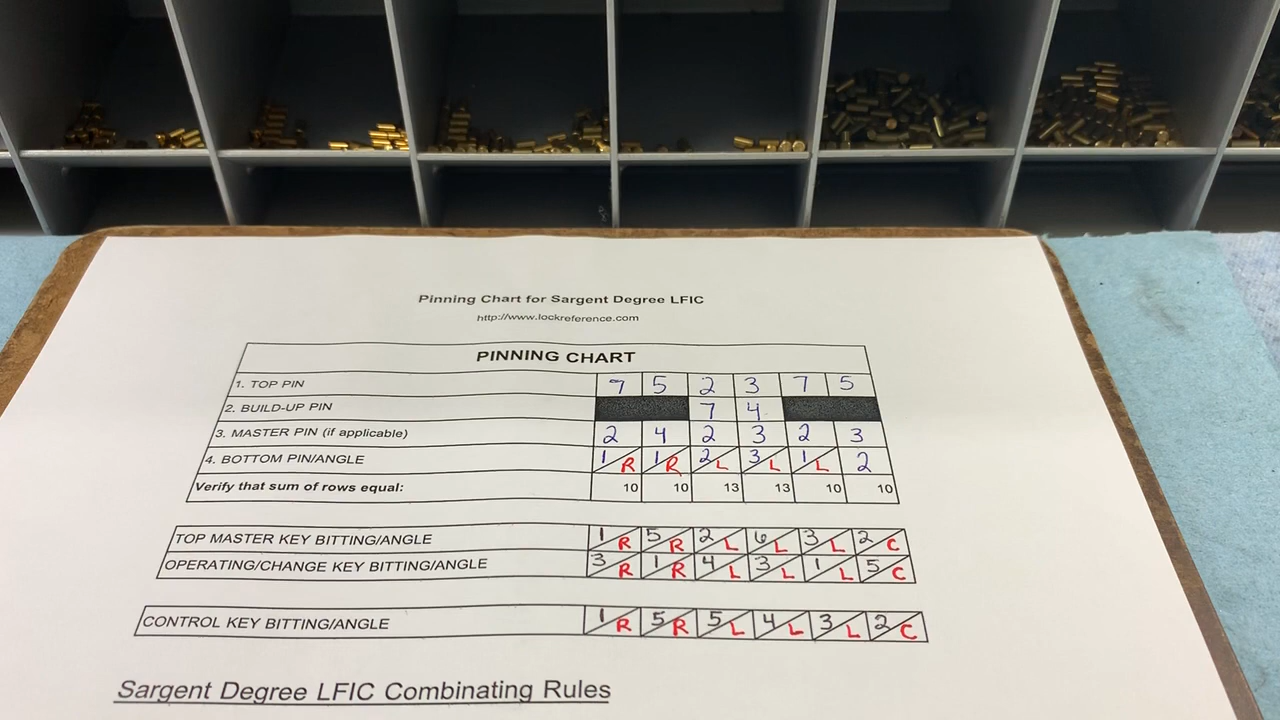 Pinning Chart for Sargent Degree LFIC
http://www.lockreference.com
PINNING CHART
1. TOP PIN 7 5 2 3 7 5
2. BUILD-UP PIN 7 4
3. MASTER PIN (if applicable) 2 4 2 3 2 3
4. BOTTOM PIN/ANGLE 1/R 1/R 2/L 3/L 1/L 2
Verify that sum of rows equal: 10 10 13 13 10 10
TOP MASTER KEY BITTING/ANGLE 1/R 5/R 2/L 6/L 3/L 2/C
OPERATING/CHANGE KEY BITTING/ANGLE 3/R 1/R 4/L 3/L 1/L 5/C
CONTROL KEY BITTING/ANGLE 1/R 5/R 5/L 4/L 3/L 2/C
Sargent Degree LFIC Combinating Rules